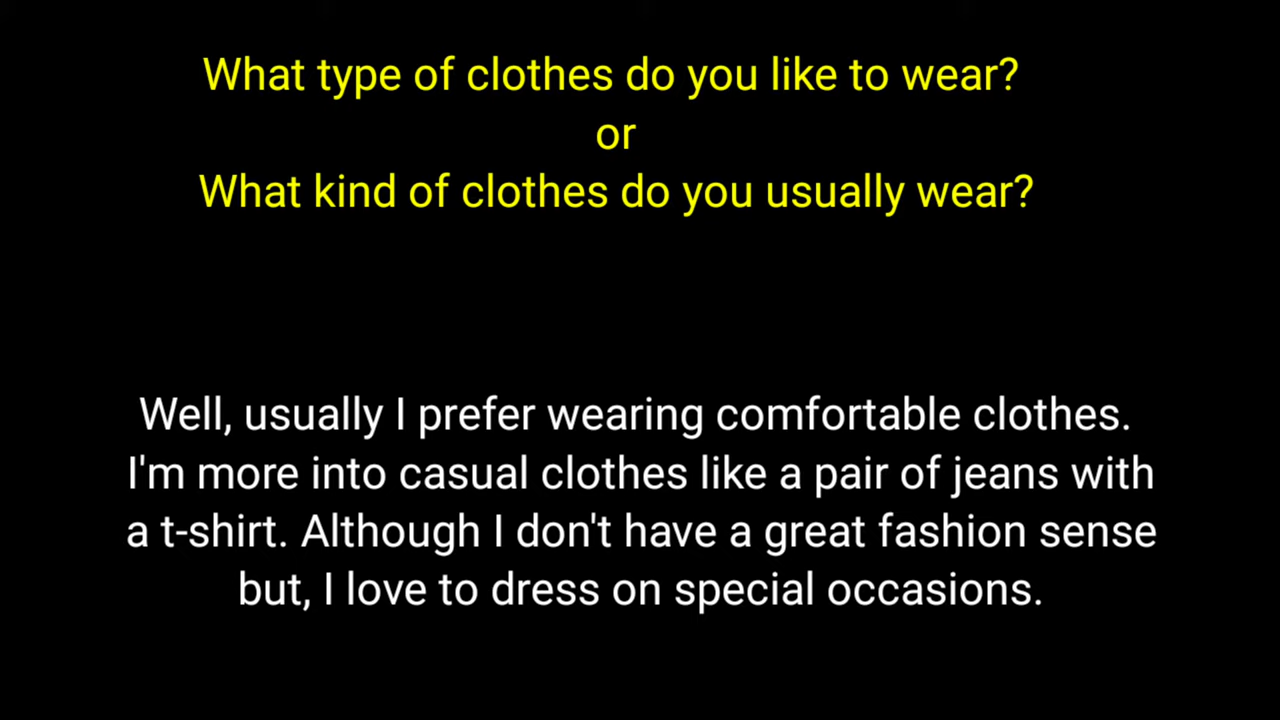 What type of clothes do you like to wear?
or
What kind of clothes do you usually wear?
Well, usually I prefer wearing comfortable clothes.
I'm more into casual clothes like a pair of jeans with
a t-shirt. Although I don't have a great fashion sense
but, I love to dress on special occasions.